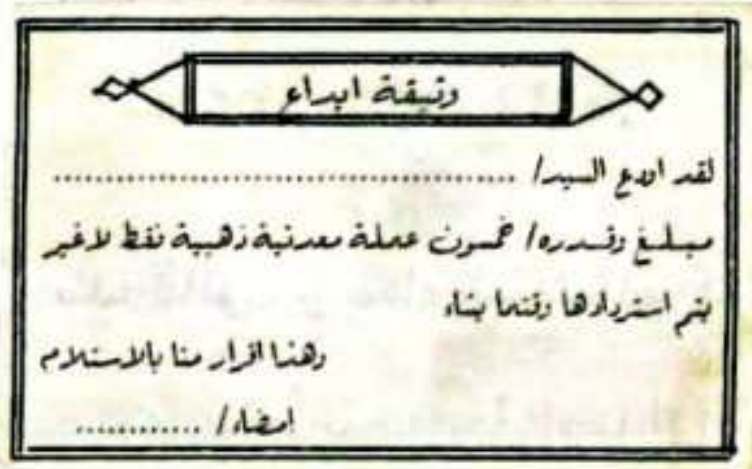 وثيقة ايداع
لقد اودع السيد/ ............................................
مبلغ وقدره/ خمسون عملة معدنية ذهبية فقط لاغير
يتم استردادها وقتما يشاء
وهذا اقرار منا بالاستلام
امضاء/ ............